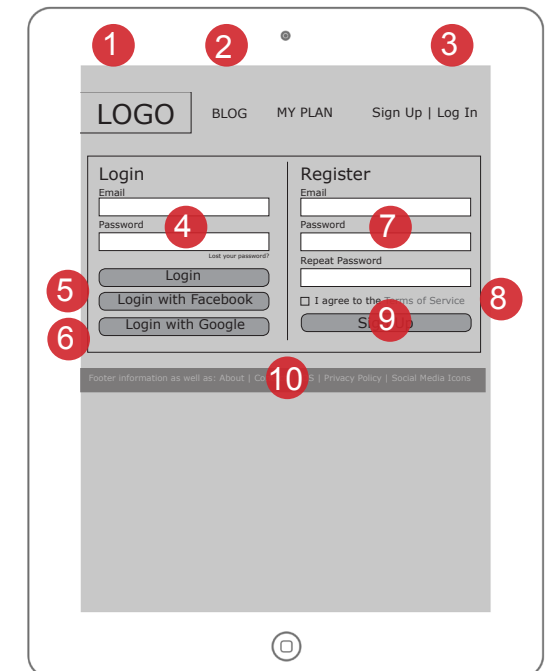 1
2
3
LOGO
BLOG
MY PLAN
Sign Up | Log In
Login
Email
4
Password
Lost your password?
Login
5
Login with Facebook
Login with Google
6
Register
Email
7
Password
Repeat Password
I agree to the Terms of Service
8
9
Footer information as well as: About | | Privacy Policy | Social Media Icons
10